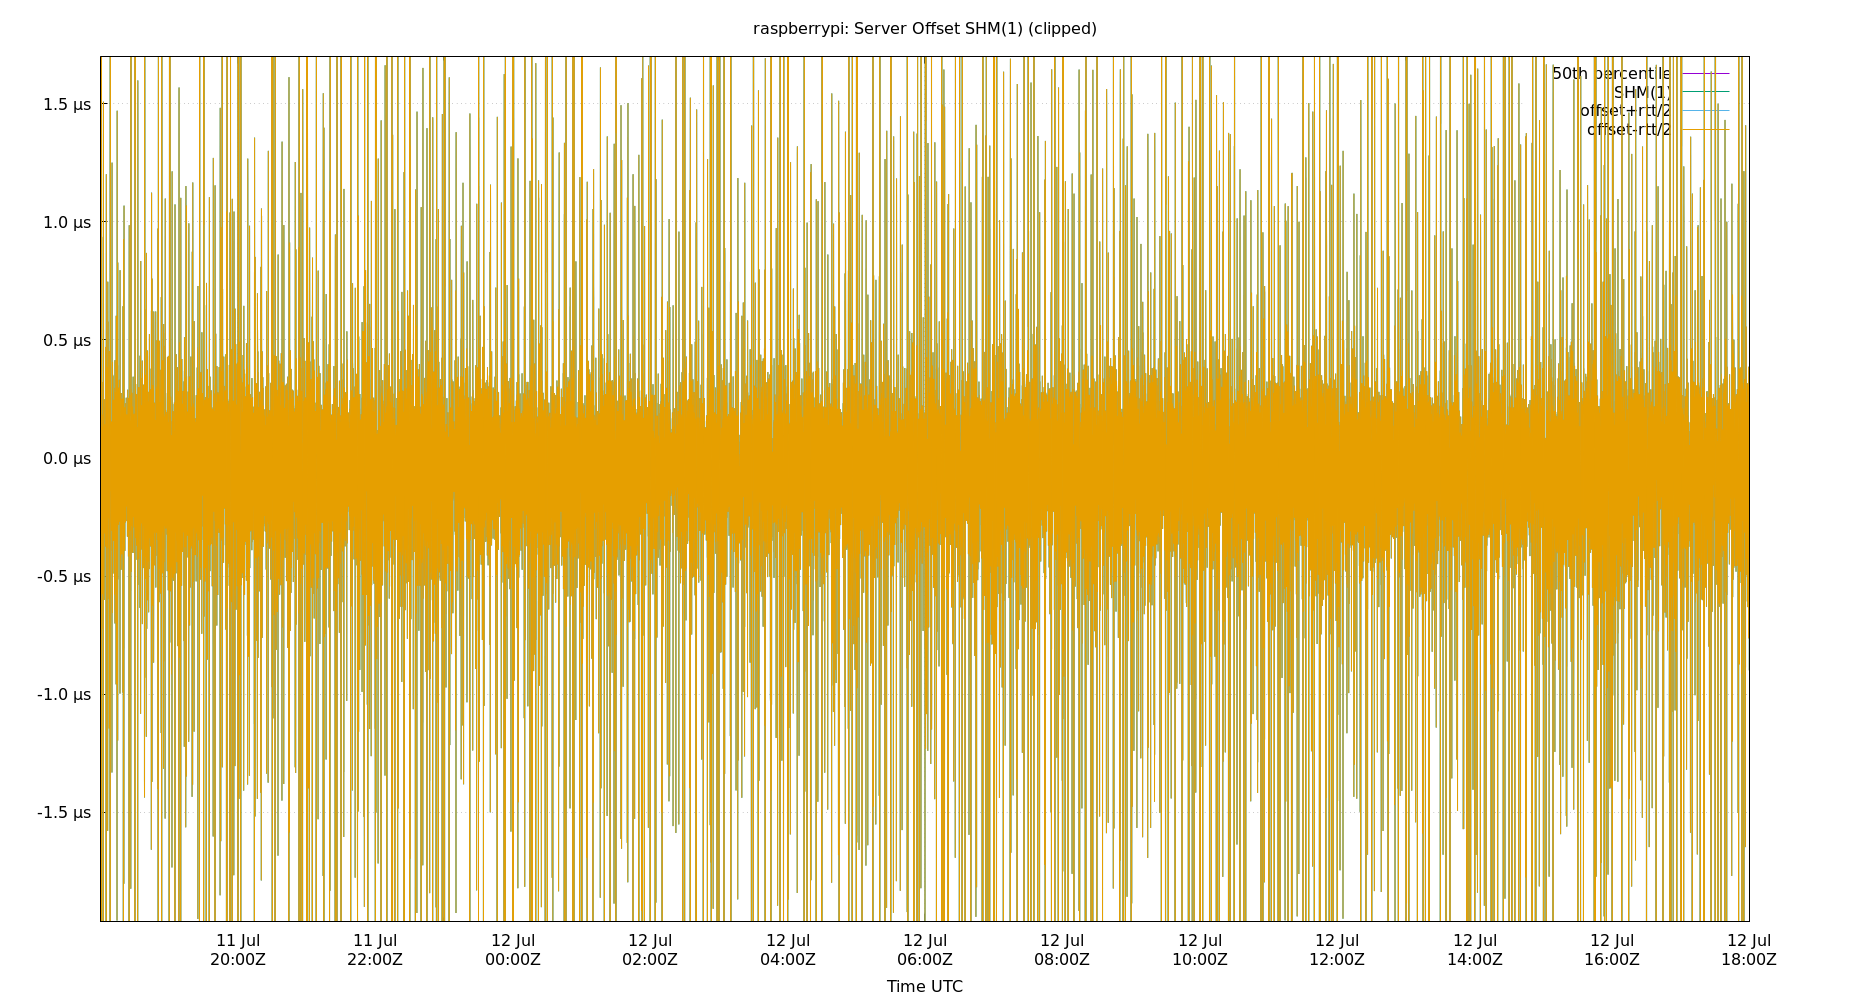 raspberrypi: Server Offset SHM(1) (clipped)
50th percentile
SHM(1)
offset+rtt/2
offset-rtt/2
1.5 µs
1.0 µs
0.5 µs
0.0 µs
-0.5 µs
-1.0 µs
-1.5 µs
11 Jul 11 Jul 12 Jul 12 Jul 12 Jul 12 Jul 12 Jul 12 Jul 12 Jul 12 Jul 12 Jul 12 Jul
20:00Z 22:00Z 00:00Z 02:00Z 04:00Z 06:00Z 08:00Z 10:00Z 12:00Z 14:00Z 16:00Z 18:00Z
Time UTC